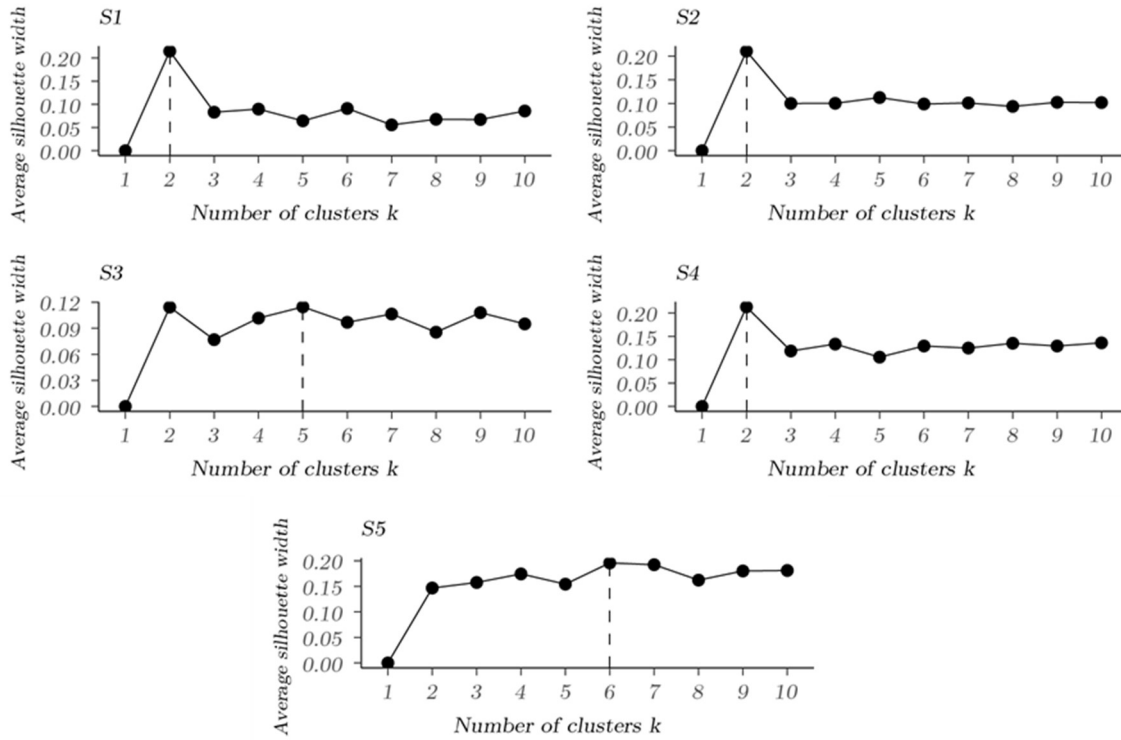 S1
Average silhouette width
0.20
0.15
0.10
0.05
0.00
1 2 3 4 5 6 7 8 9 10
Number of clusters k
S2
Average silhouette width
0.20
0.15
0.10
0.05
0.00
1 2 3 4 5 6 7 8 9 10
Number of clusters k
S3
Average silhouette width
0.12
0.09
0.06
0.03
0.00
1 2 3 4 5 6 7 8 9 10
Number of clusters k
S4
Average silhouette width
0.20
0.15
0.10
0.05
0.00
1 2 3 4 5 6 7 8 9 10
Number of clusters k
S5
Average silhouette width
0.20
0.15
0.10
0.05
0.00
1 2 3 4 5 6 7 8 9 10
Number of clusters k